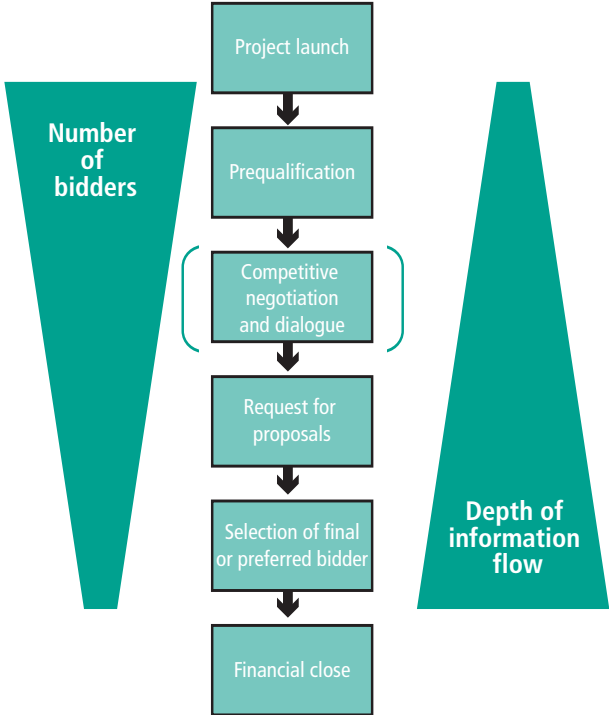 Project launch
Number
of
bidders
Prequalification
Competitive
negotiation
and dialogue
Request for
proposals
Selection of final
or preferred bidder
Depth of
information
flow
Financial close